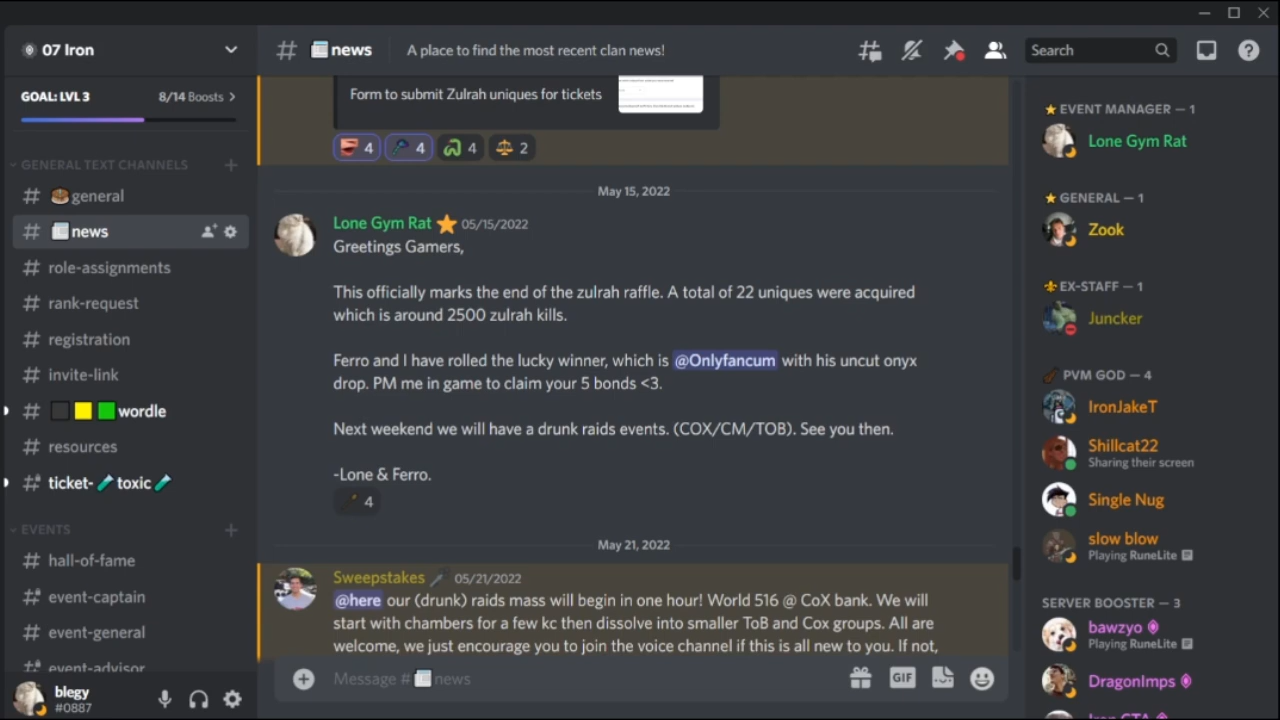 07 Iron
# news
A place to find the most recent clan news!
Search
GOAL: LVL 3
8/14 Boosts >
GENERAL TEXT CHANNELS
# general
# news
# role-assignments
# rank-request
# registration
# invite-link
# wordle
# resources
# ticket-toxic
EVENTS
# hall-of-fame
# event-captain
# event-general
# event-advisor
blegy
#0887
Form to submit Zulrah uniques for tickets
4
4
4
2
May 15, 2022
Lone Gym Rat 05/15/2022
Greetings Gamers,
This officially marks the end of the zulrah raffle. A total of 22 uniques were acquired
which is around 2500 zulrah kills.
Ferro and I have rolled the lucky winner, which is @Onlyfancum with his uncut onyx
drop. PM me in game to claim your 5 bonds <3.
Next weekend we will have a drunk raids events. (COX/CM/TOB). See you then.
-Lone & Ferro.
4
May 21, 2022
Sweepstakes 05/21/2022
@here our (drunk) raids mass will begin in one hour! World 516 @ CoX bank. We will
start with chambers for a few kc then dissolve into smaller ToB and Cox groups. All are
welcome, we just encourage you to join the voice channel if this is all new to you. If not,
Message # news
GIF
EVENT MANAGER — 1
Lone Gym Rat
GENERAL — 1
Zook
EX-STAFF — 1
Juncker
PVM GOD — 4
IronJakeT
Shillcat22
Sharing their screen
Single Nug
slow blow
Playing RuneLite
SERVER BOOSTER — 3
bawzyo
Playing RuneLite
DragonImps
Iron GTA